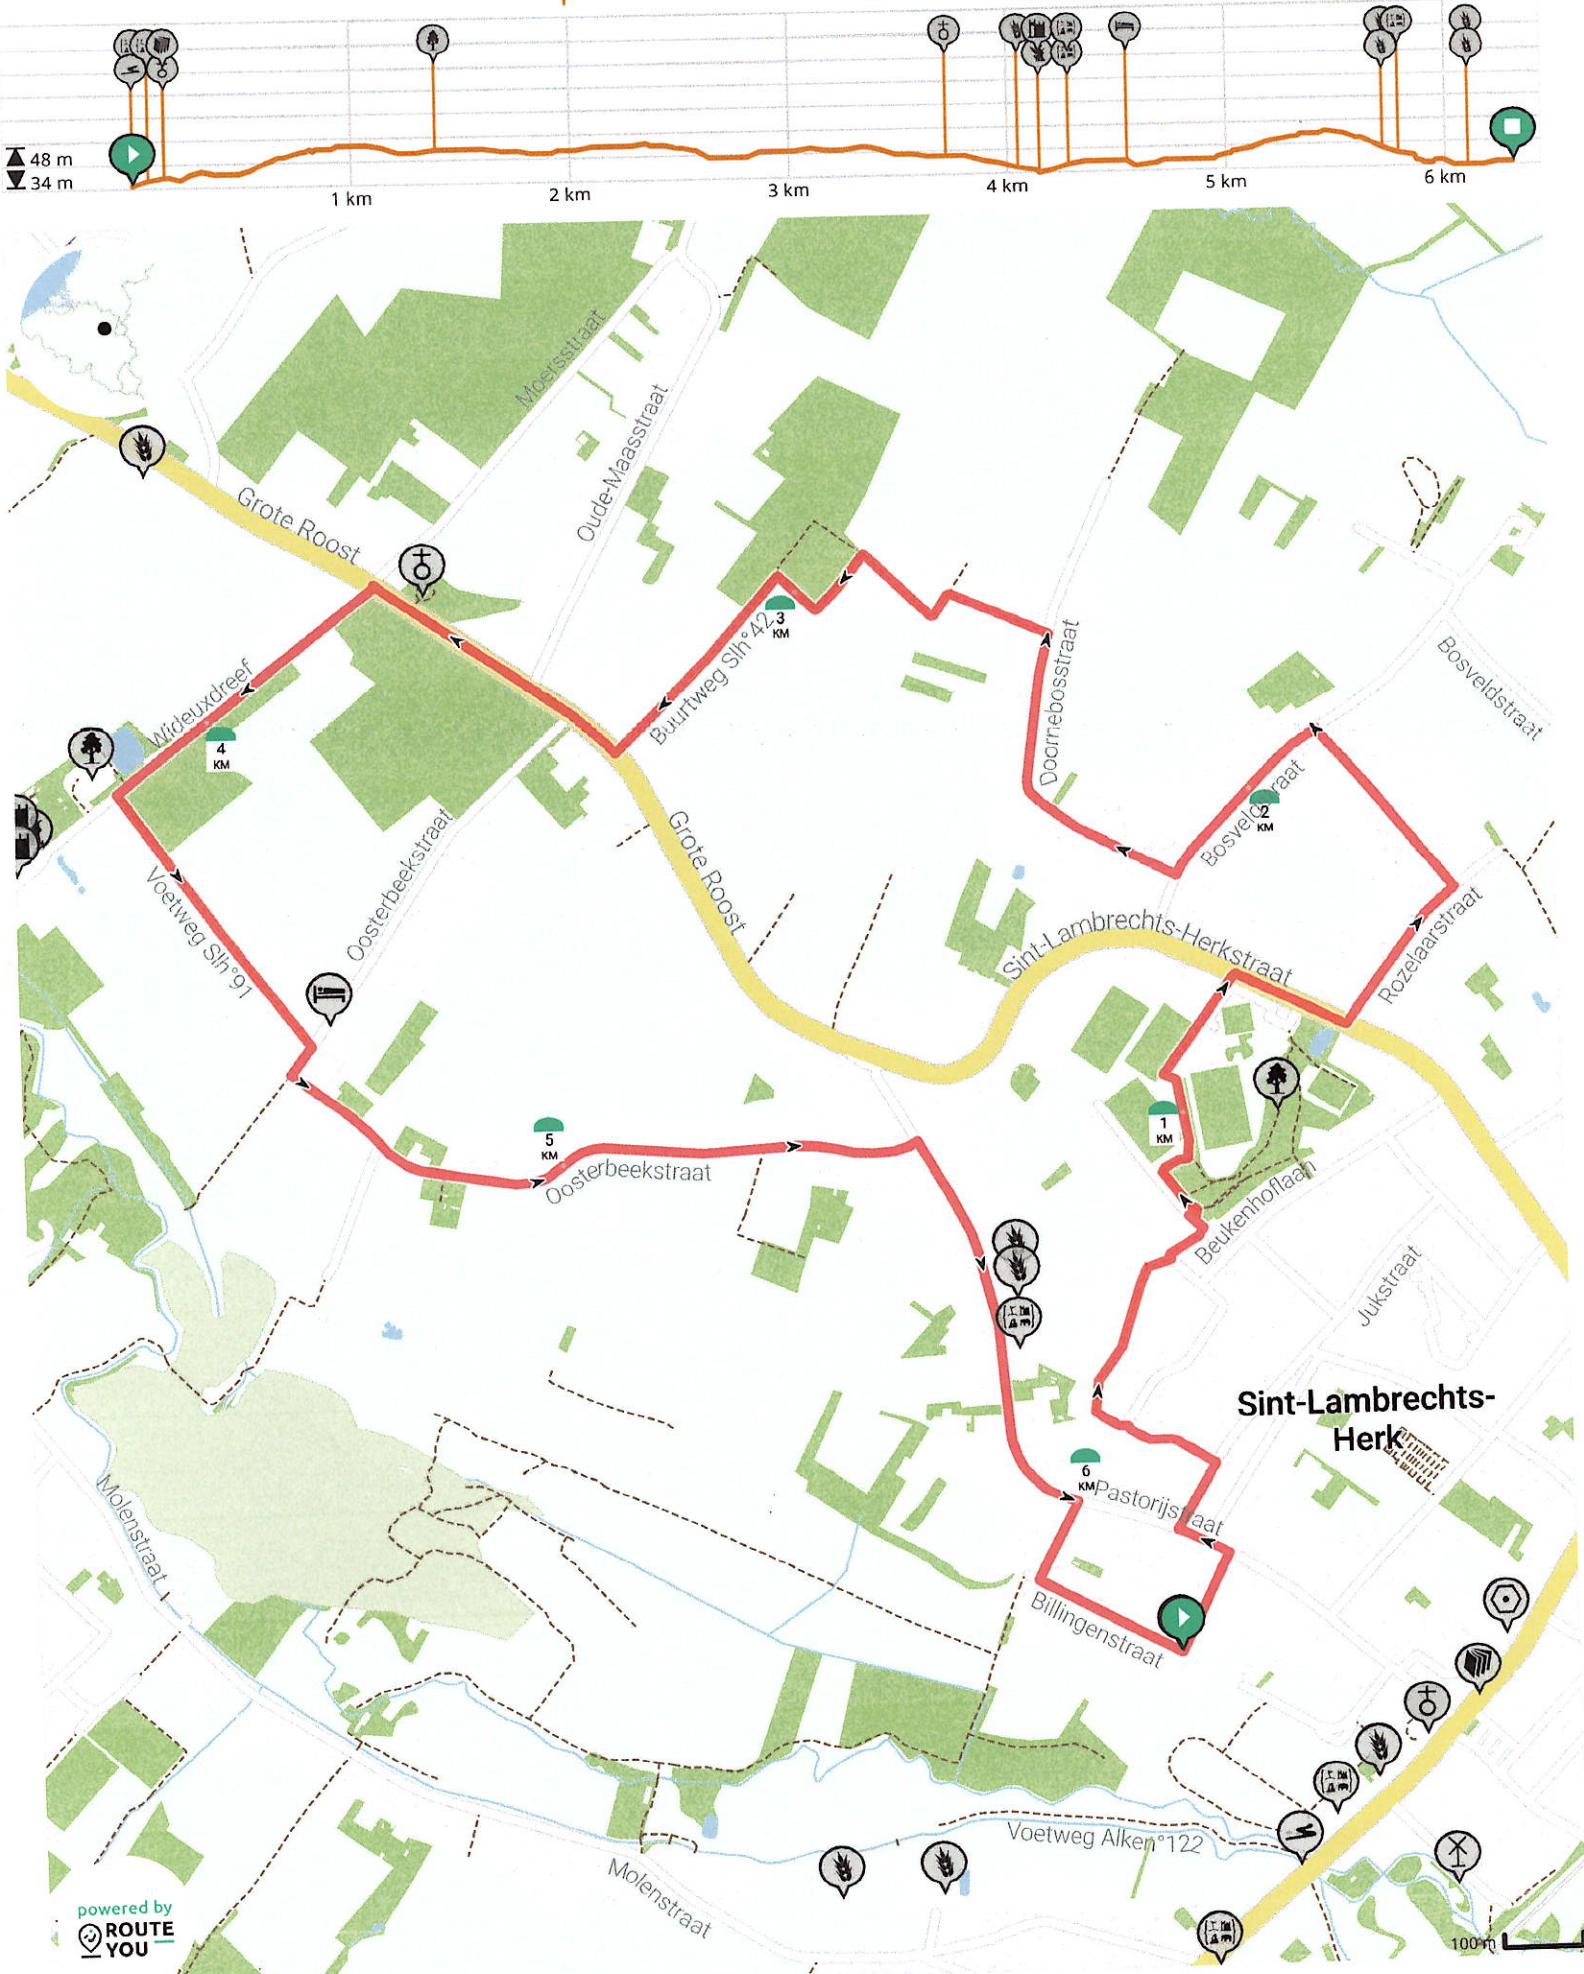 48 m
34 m
1 km
2 km
3 km
4 km
5 km
6 km
Moersstraat
Oude-Maasstraat
Grote Roost
Buurtweg Slh°42
3
KM
Doornebosstraat
Bosveldstraat
Wideuxdreef
4
KM
Bosveldstraat
2
KM
Grote Roost
Oosterbeekstraat
Voetweg Slh°91
Sint-Lambrechts-Herkstraat
Rozelaarstraat
1
KM
5
KM
Oosterbeekstraat
Beukenhoflaan
Jukstraat
Sint-Lambrechts-
Herk
6
KM
Pastorijstraat
Molenstraat
Billingenstraat
Voetweg Alken°122
Molenstraat
powered by
ROUTE
YOU
100 m